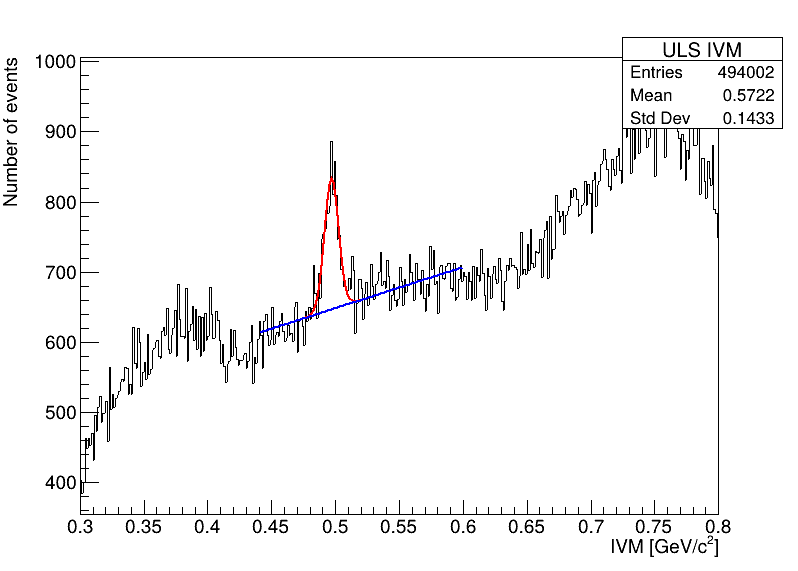 ULS IVM
Entries 494002
Mean 0.5722
Std Dev 0.1433
Number of events
1000
900
800
700
600
500
400
0.3 0.35 0.4 0.45 0.5 0.55 0.6 0.65 0.7 0.75 0.8
IVM [GeV/c²]